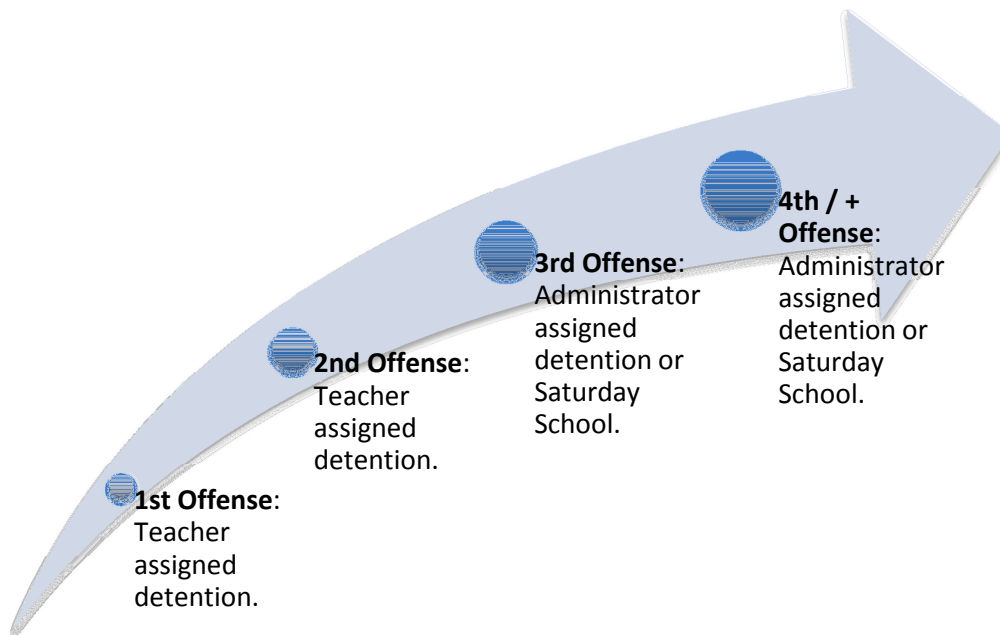 1st Offense:
Teacher
assigned
detention.
2nd Offense:
Teacher
assigned
detention.
3rd Offense:
Administrator
assigned
detention or
Saturday
School.
4th / +
Offense:
Administrator
assigned
detention or
Saturday
School.